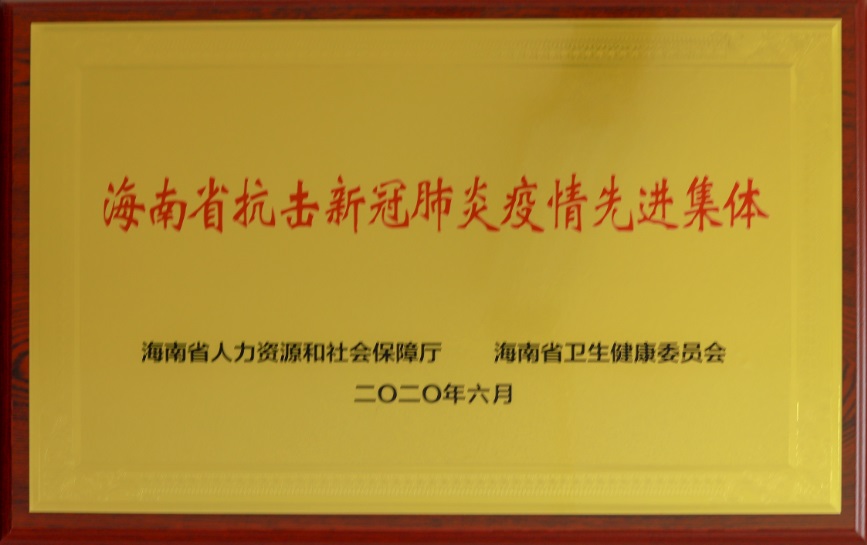 海南省抗击新冠肺炎疫情先进集体
海南省人力资源和社会保障厅 海南省卫生健康委员会
二〇二〇年六月